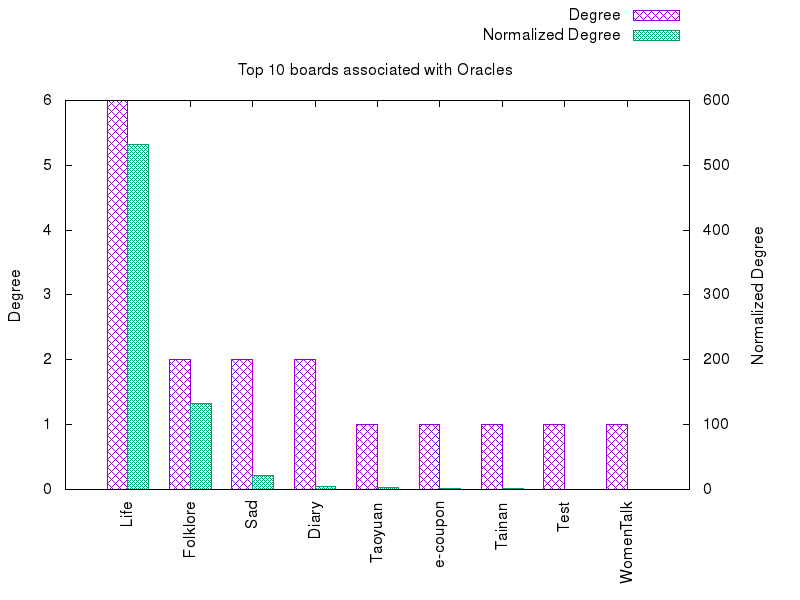 Degree
Normalized Degree
Top 10 boards associated with Oracles
6 600
5 500
4 400
3 300
2 200
1 100
0 0
Degree
Normalized Degree
Life
Folklore
Sad
Diary
Taoyuan
e-coupon
Tainan
Test
WomenTalk